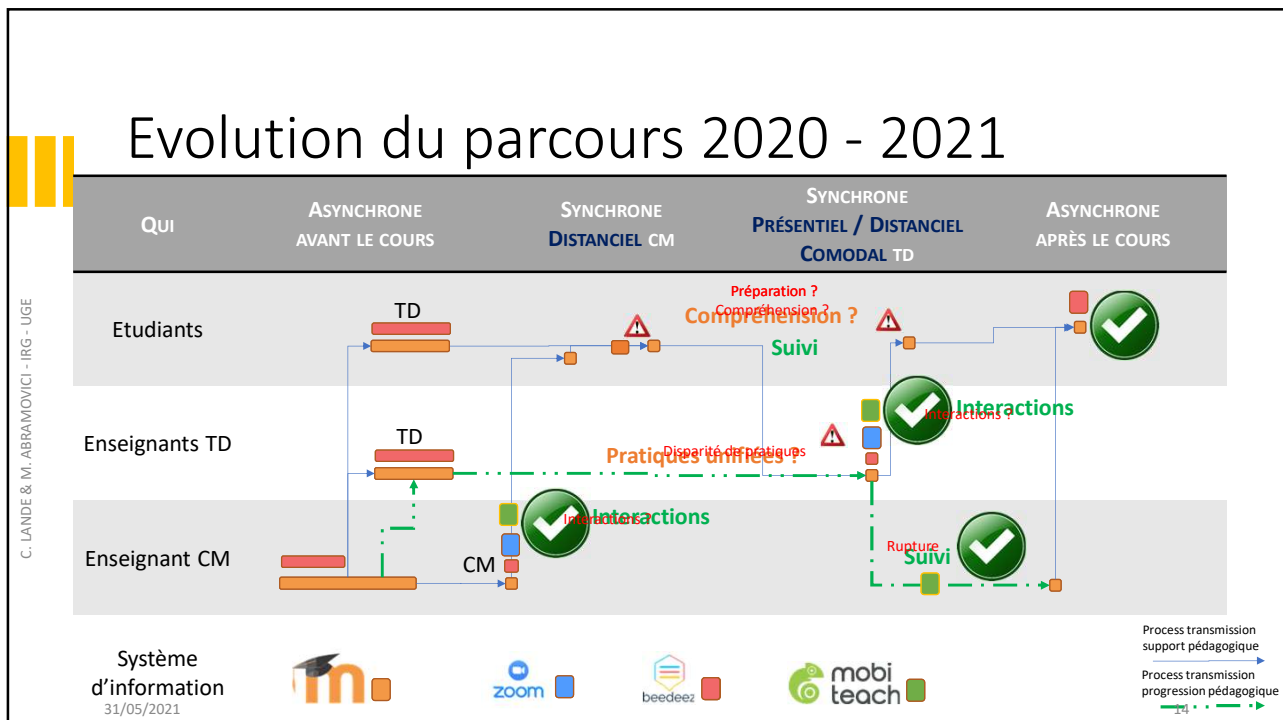 Evolution du parcours 2020 - 2021
QUI
ASYNCHRONE
AVANT LE COURS
SYNCHRONE
DISTANCIEL CM
SYNCHRONE
PRÉSENTIEL / DISTANCIEL
COMODAL TD
ASYNCHRONE
APRÈS LE COURS
C. LANDE & M. ABRAMOVICI - IRG - UGE
Etudiants
TD
Préparation ?
Compréhension ?
Compréhension ?
Suivi
Enseignants TD
TD
Disparité de pratiques
Pratiques unifiées ?
Interactions
Interactions ?
Enseignant CM
CM
Interactions
Interactions ?
Rupture
Suivi
Système
d’information
zoom
beedeez
mobi
teach
Process transmission
support pédagogique
Process transmission
progression pédagogique
31/05/2021
14